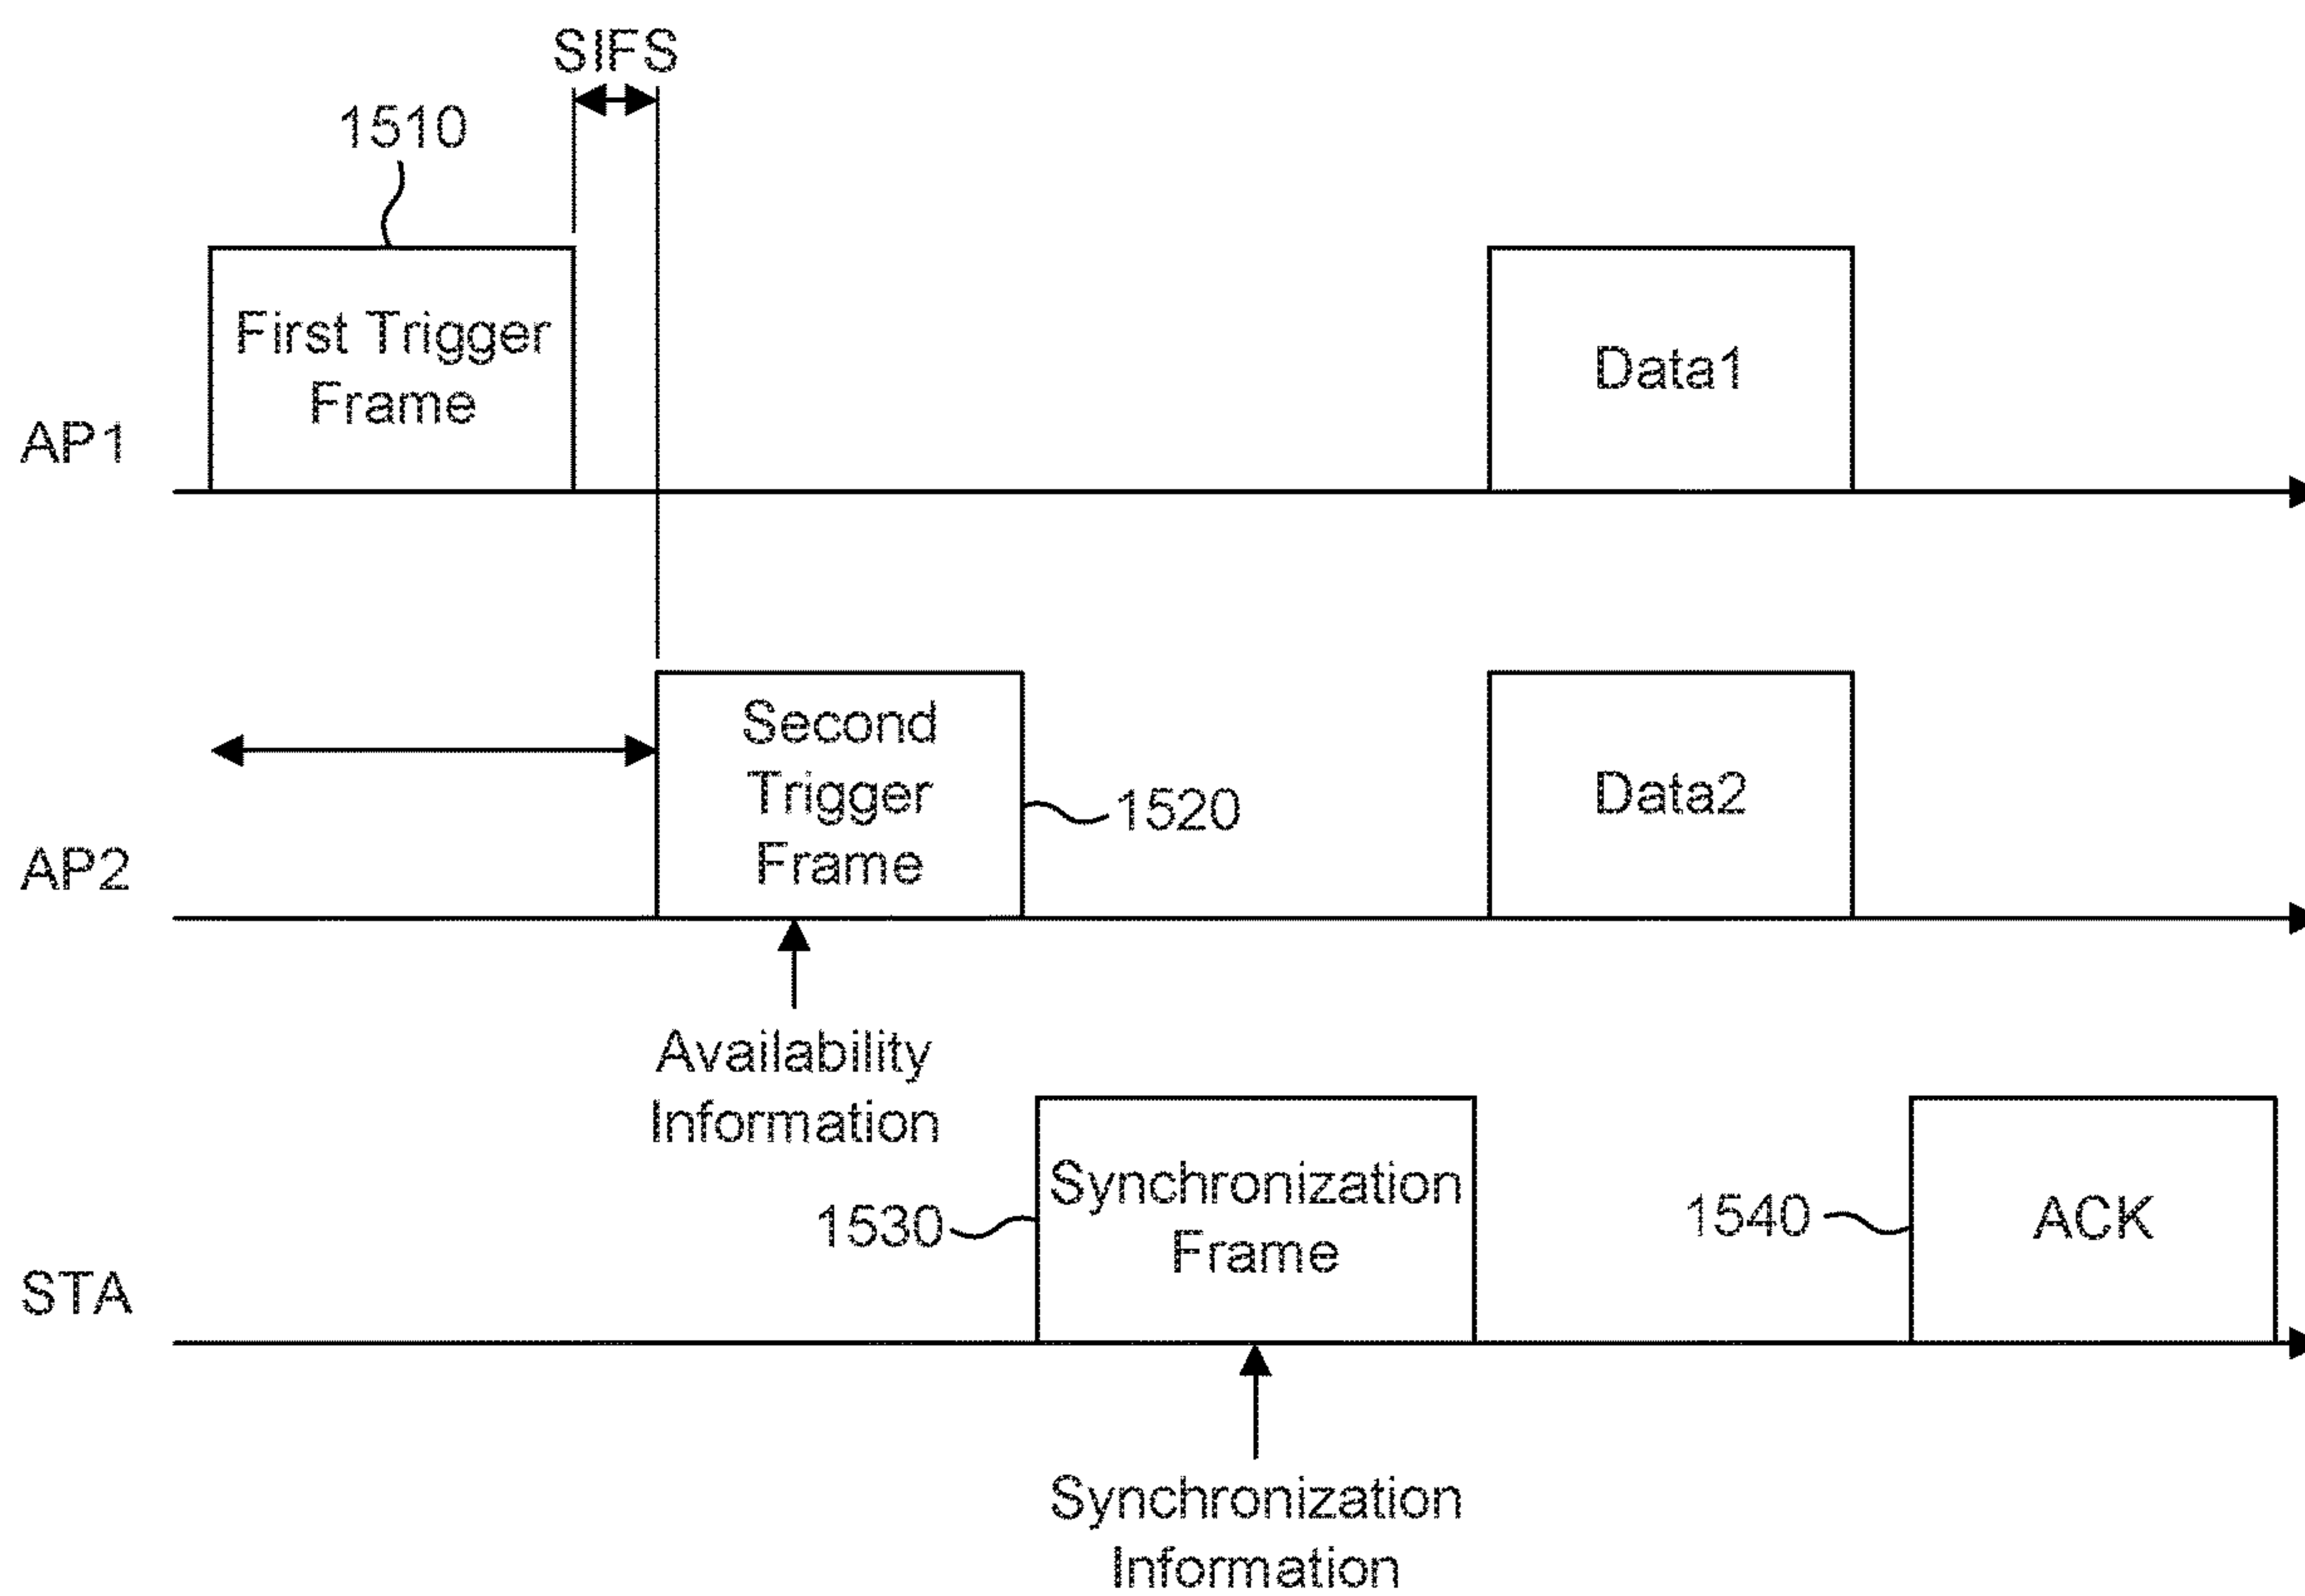 SIFS
1510
First Trigger
Frame
Data1
AP1
Second
Trigger
Frame
1520
Data2
AP2
Availability
Information
Synchronization
Frame
1530
1540
ACK
STA
Synchronization
Information